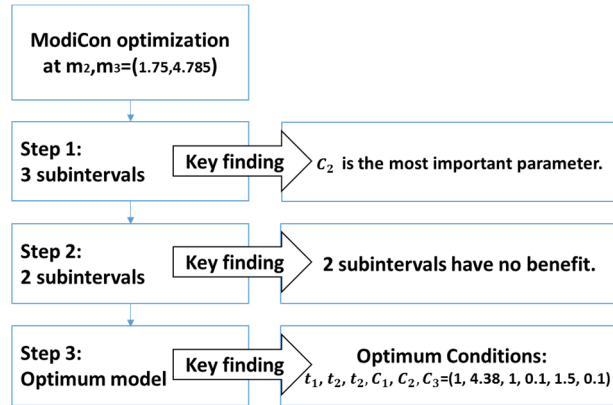 ModiCon optimization
at m₂,m₃=(1.75,4.785)
Step 1:
3 subintervals
Key finding
C₂ is the most important parameter.
Step 2:
2 subintervals
Key finding
2 subintervals have no benefit.
Step 3:
Optimum model
Key finding
Optimum Conditions:
t₁, t₂, t₂, C₁, C₂, C₃=(1, 4.38, 1, 0.1, 1.5, 0.1)